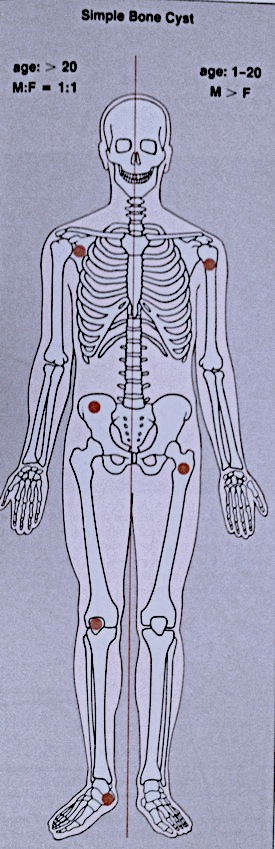 Simple Bone Cyst
age: > 20
M:F = 1:1
age: 1-20
M > F